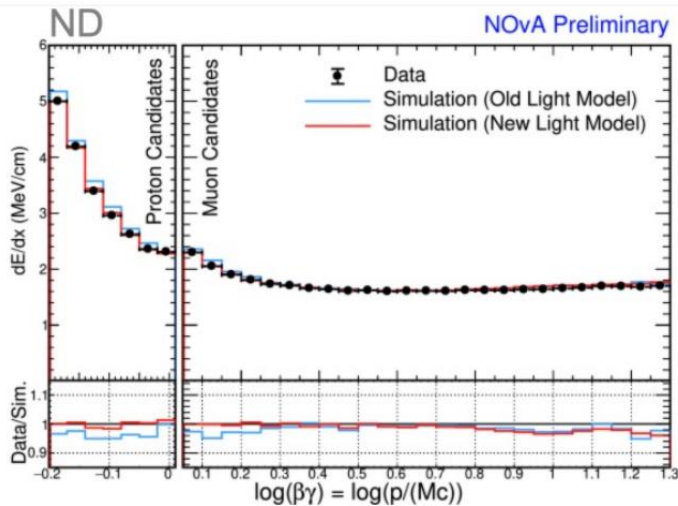 ND
NOvA Preliminary
6
5
4
3
2
1
dE/dx (MeV/cm)
Proton Candidates
Muon Candidates
Data
Simulation (Old Light Model)
Simulation (New Light Model)
1.1
1
0.9
Data/Sim.
−0.2 −0.1 0 0.1 0.2 0.3 0.4 0.5 0.6 0.7 0.8 0.9 1 1.1 1.2 1.3
log(βγ) = log(p/(Mc))